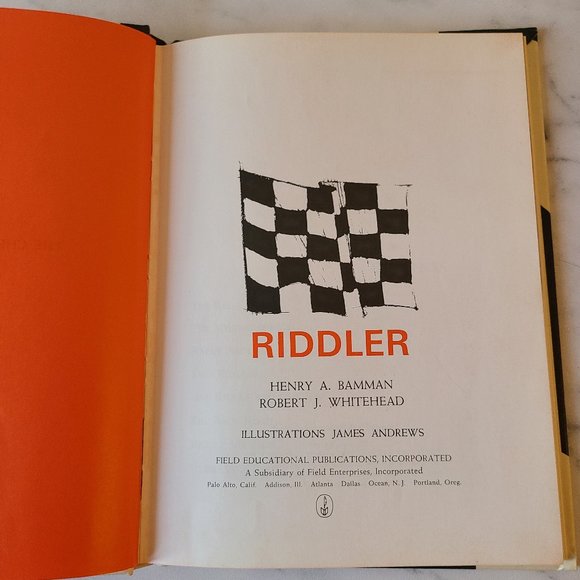 RIDDLER
HENRY A. BAMMAN
ROBERT J. WHITEHEAD
ILLUSTRATIONS JAMES ANDREWS
FIELD EDUCATIONAL PUBLICATIONS, INCORPORATED
A Subsidiary of Field Enterprises, Incorporated
Palo Alto, Calif. Addison, Ill. Atlanta Dallas Ocean, N. J. Portland, Oreg.